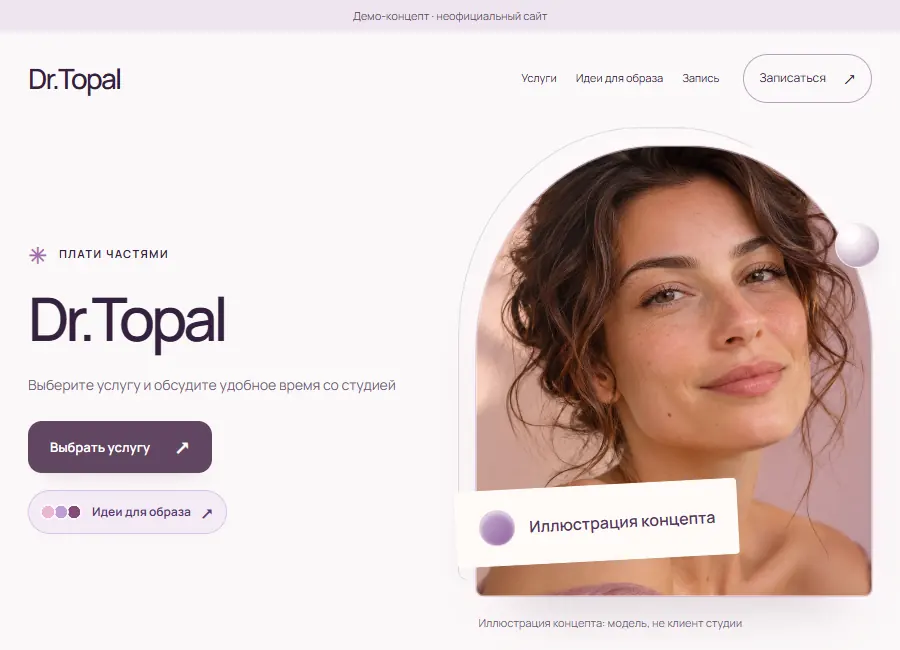 Демо-концепт · неофициальный сайт
Dr.Topal
Услуги
Идеи для образа
Запись
Записаться ↗
ПЛАТИ ЧАСТЯМИ
Dr.Topal
Выберите услугу и обсудите удобное время со студией
Выбрать услугу ↗
Идеи для образа ↗
Иллюстрация концепта
Иллюстрация концепта: модель, не клиент студии